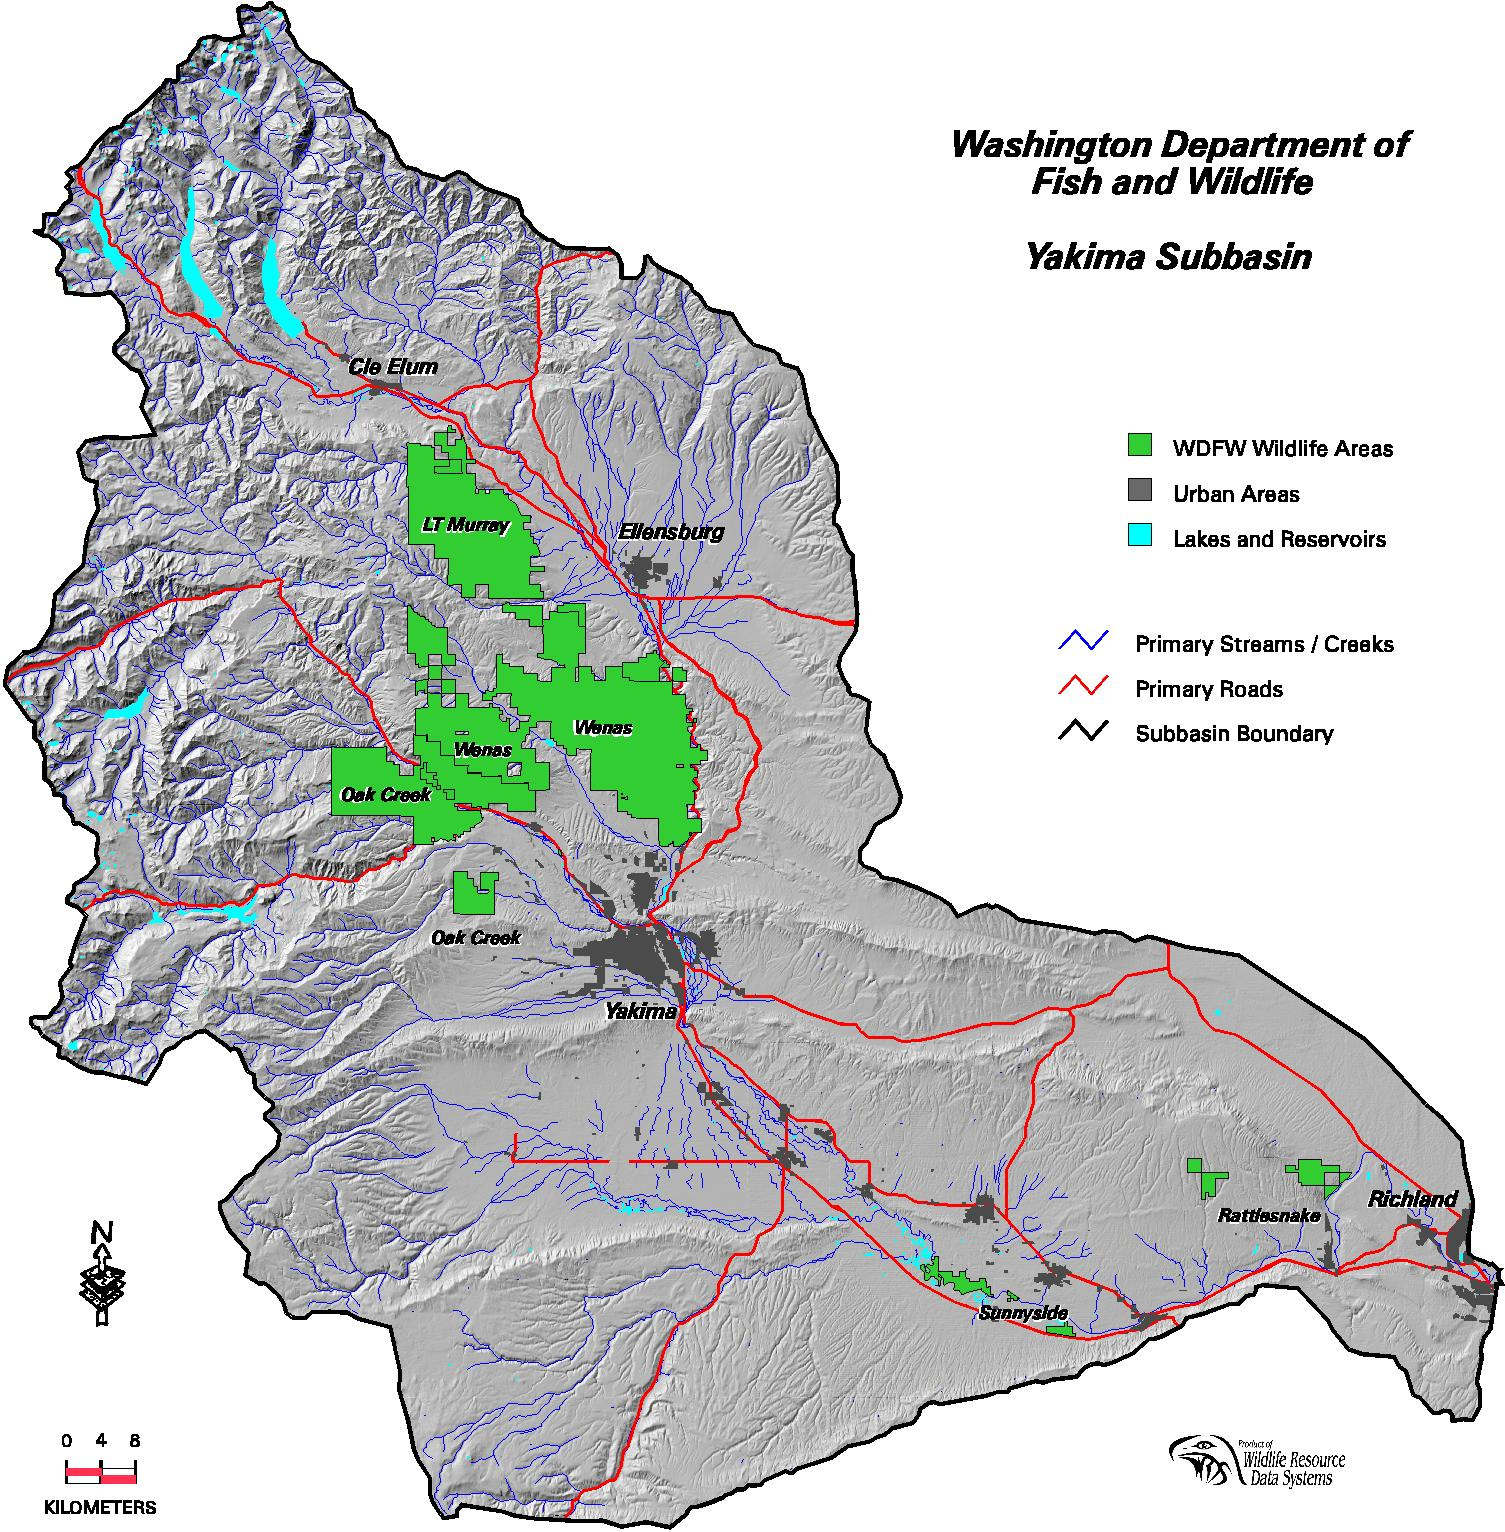 Washington Department of
Fish and Wildlife
Yakima Subbasin
Cle Elum
WDFW Wildlife Areas
LT Murray
Urban Areas
Ellensburg
Lakes and Reservoirs
Primary Streams / Creeks
Primary Roads
Wenas
Subbasin Boundary
Wenas
Oak Creek
Oak Creek
Yakima
Richland
Rattlesnake
N
Sunnyside
0 4 8
KILOMETERS
Product of
Wildlife Resource
Data Systems